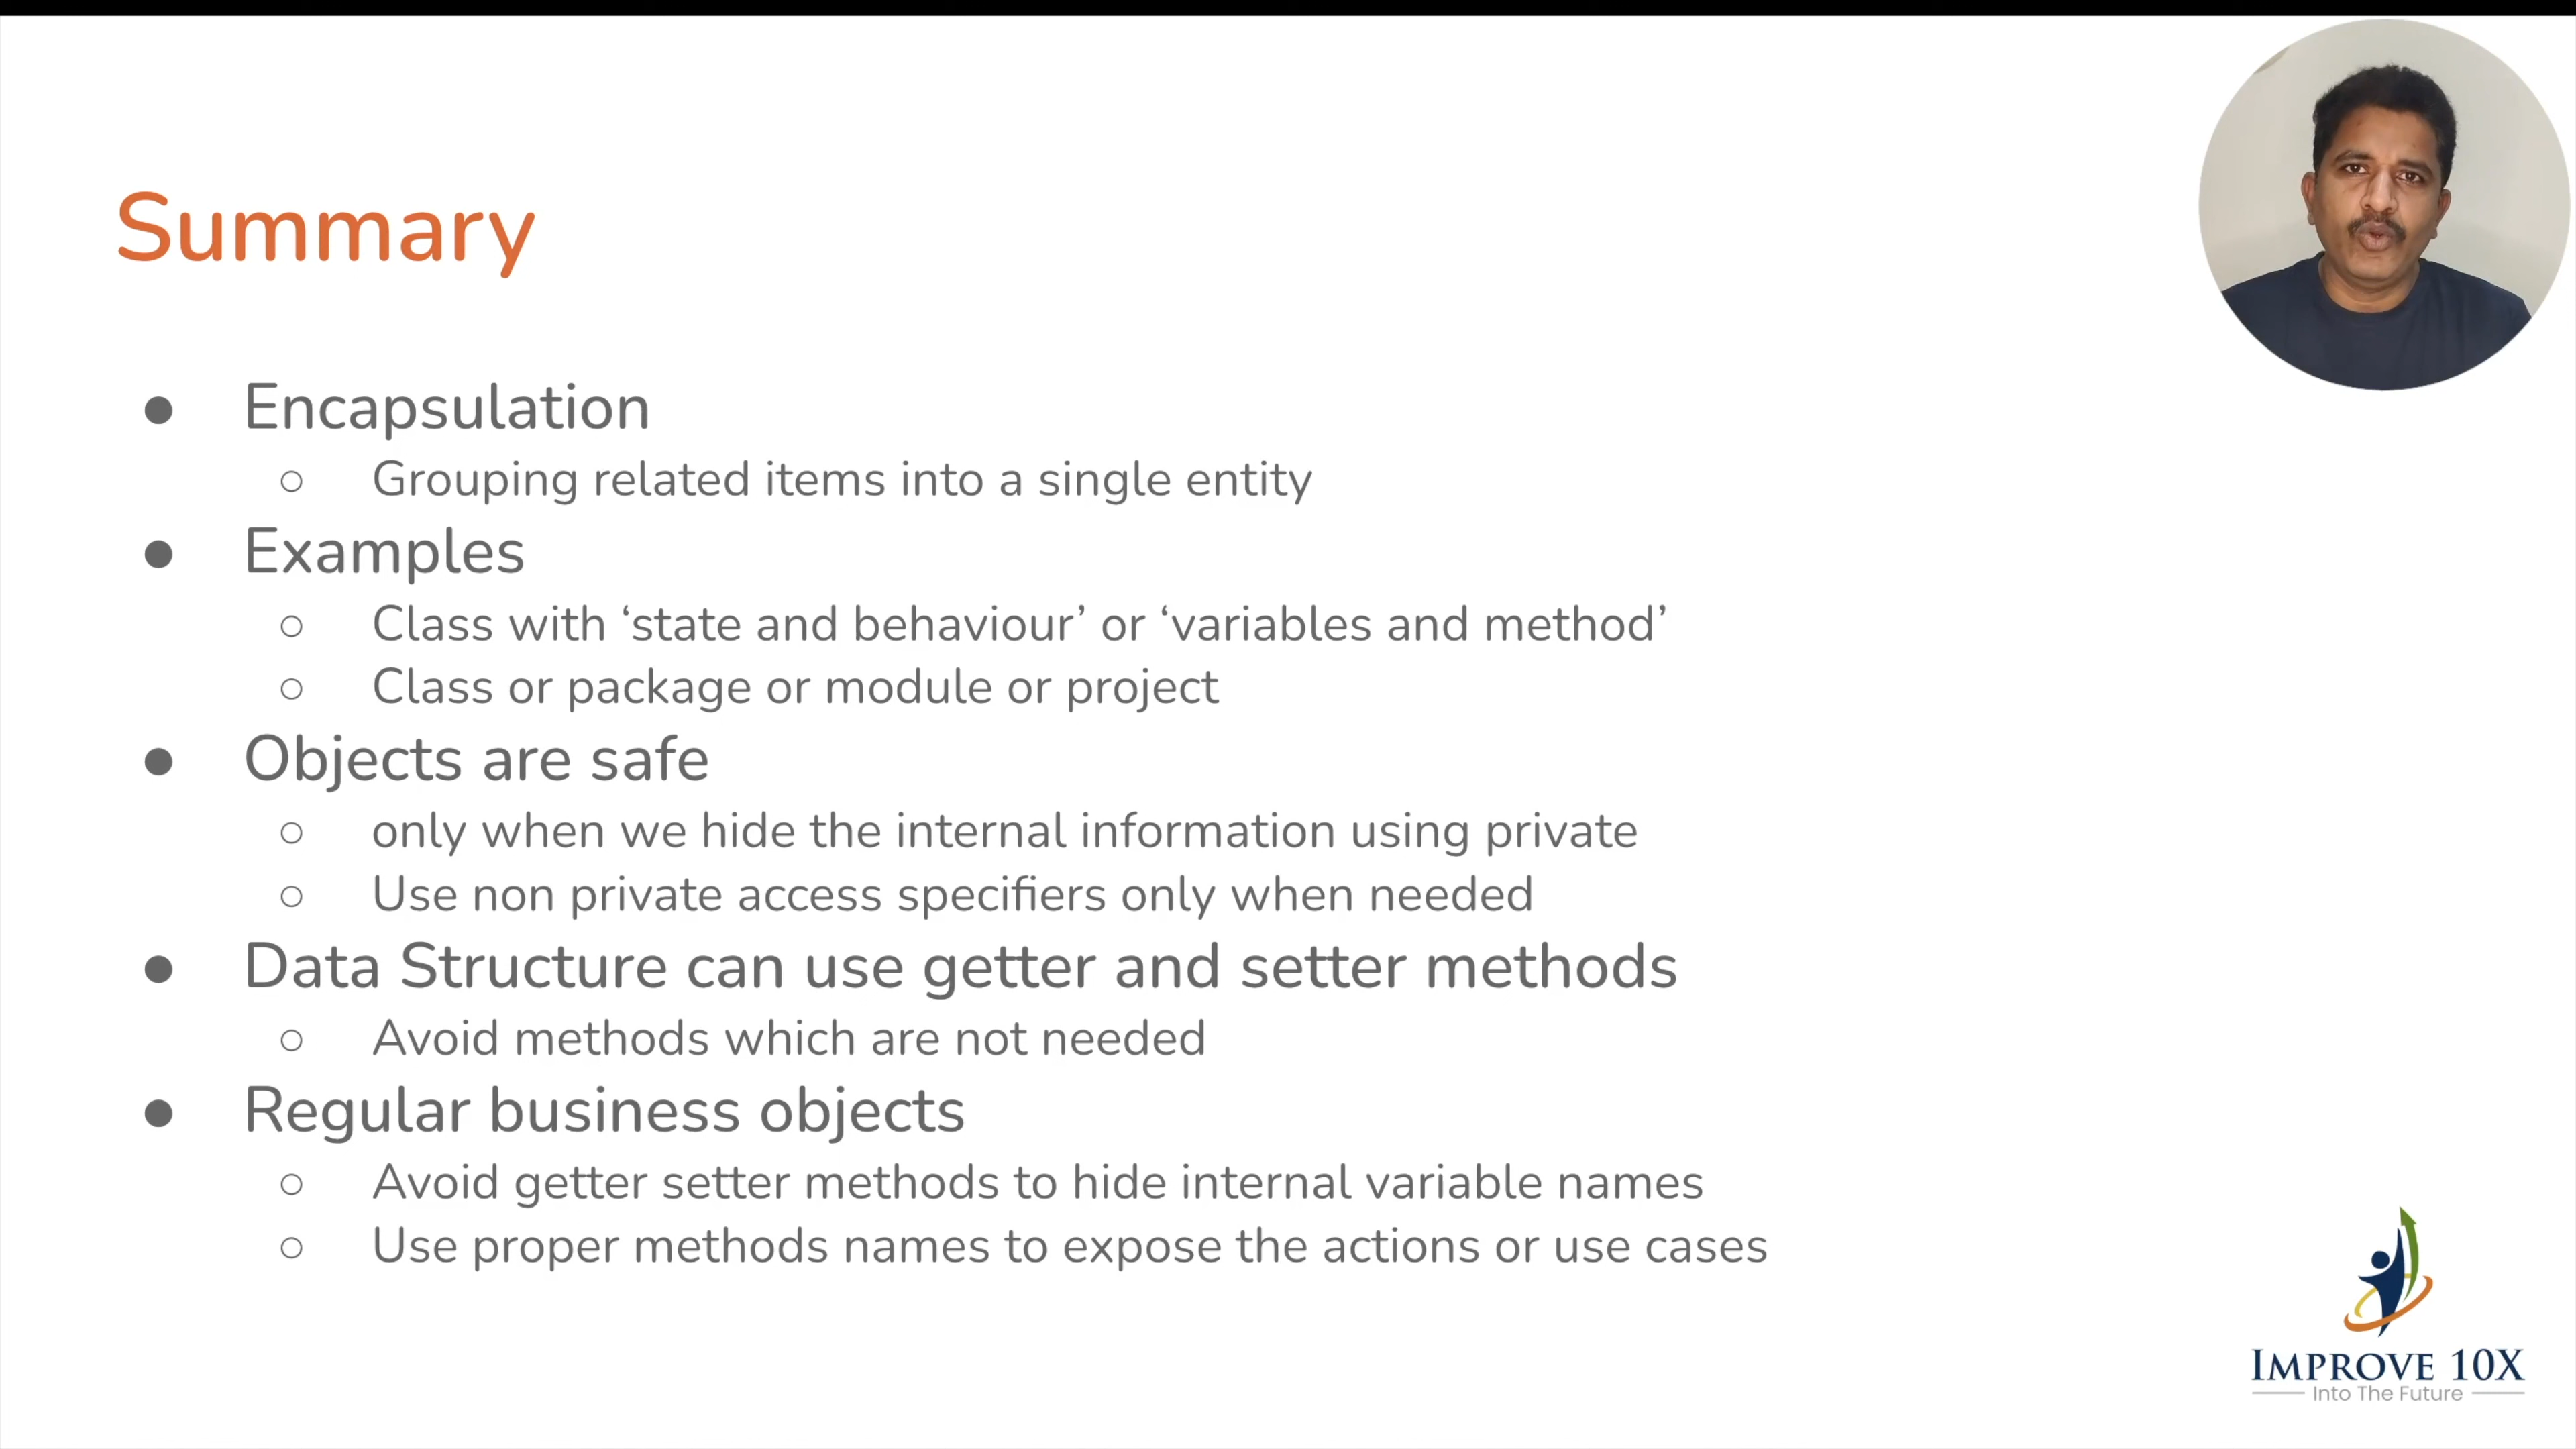 Summary
● Encapsulation
○ Grouping related items into a single entity
● Examples
○ Class with ‘state and behaviour’ or ‘variables and method’
○ Class or package or module or project
● Objects are safe
○ only when we hide the internal information using private
○ Use non private access specifiers only when needed
● Data Structure can use getter and setter methods
○ Avoid methods which are not needed
● Regular business objects
○ Avoid getter setter methods to hide internal variable names
○ Use proper methods names to expose the actions or use cases
IMPROVE 10X
Into The Future